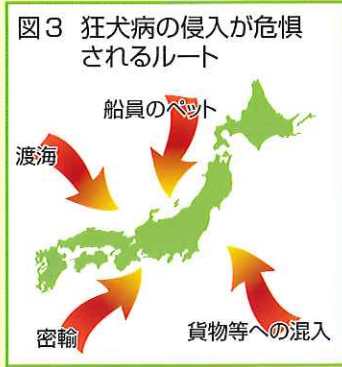 図3 狂犬病の侵入が危惧
されるルート
船員のペット
渡海
密輸
貨物等への混入